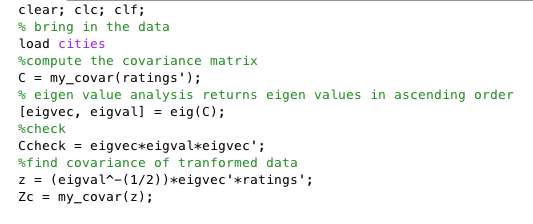 clear; clc; clf;
% bring in the data
load cities
%compute the covariance matrix
C = my_covar(ratings');
% eigen value analysis returns eigen values in ascending order
[eigvec, eigval] = eig(C);
%check
Ccheck = eigvec*eigval*eigvec';
%find covariance of tranformed data
z = (eigval^-(1/2))*eigvec'*ratings';
Zc = my_covar(z);